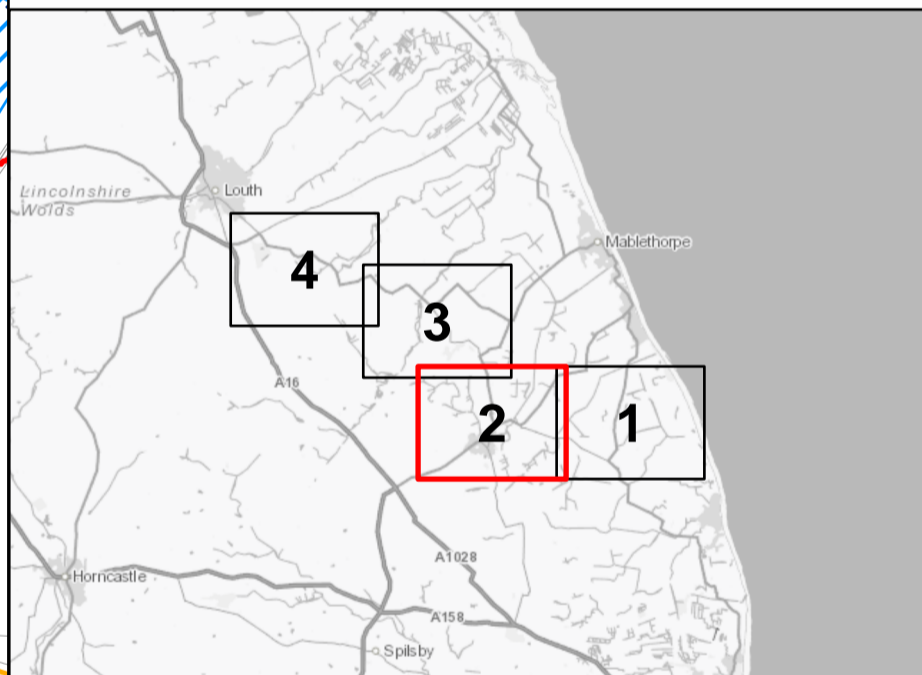 Louth
Lincolnshire
Wolds
Mablethorpe
4
3
A16
2
1
A1028
Horncastle
A158
Spilsby